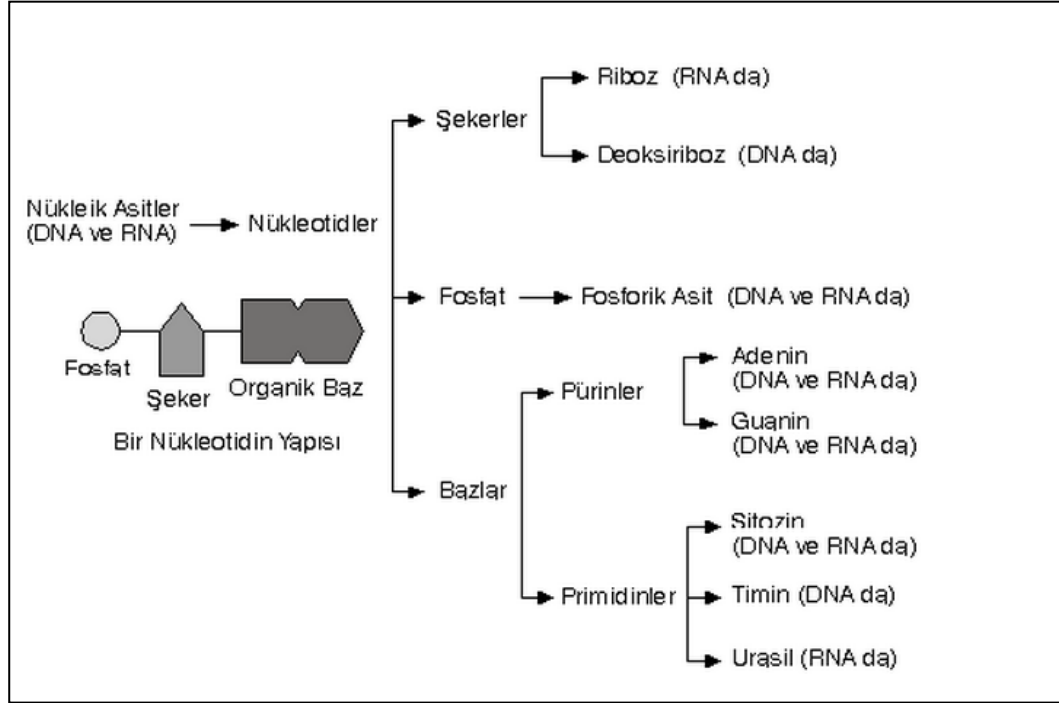 Riboz (RNA da)
Şekerler
Deoksiriboz (DNA da)
Nükleik Asitler
(DNA ve RNA)
Nükleotidler
Fosfat
Fosforik Asit (DNA ve RNA da)
Fosfat
Şeker
Organik Baz
Bir Nükleotidin Yapısı
Bazlar
Pürinler
Adenin
(DNA ve RNA da)
Guanin
(DNA ve RNA da)
Primidinler
Sitozin
(DNA ve RNA da)
Timin (DNA da)
Urasil (RNA da)